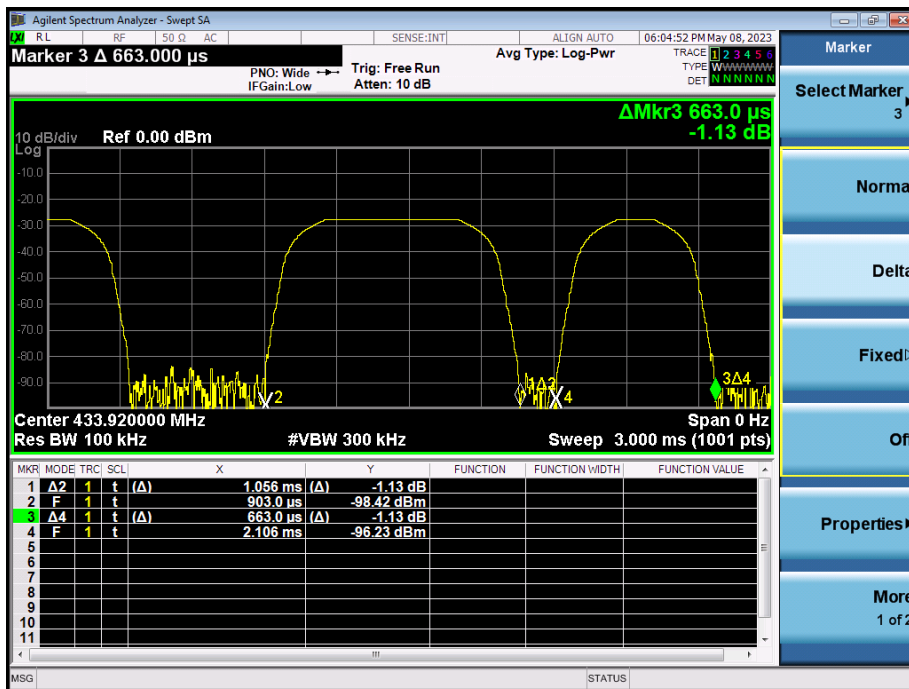 Agilent Spectrum Analyzer - Swept SA
LXI RL RF 50 Ω AC SENSE:INT ALIGN AUTO 06:04:52 PM May 08, 2023
Marker 3 Δ 663.000 µs
PNO: Wide
IFGain:Low
Trig: Free Run
Atten: 10 dB
Avg Type: Log-Pwr
TRACE 1 2 3 4 5 6
TYPE WWWWWW
DET N N N N N N
ΔMkr3 663.0 µs
-1.13 dB
10 dB/div Ref 0.00 dBm
Log
-10.0
-20.0
-30.0
-40.0
-50.0
-60.0
-70.0
-80.0
-90.0
2
1Δ2
4
3Δ4
Center 433.920000 MHz Span 0 Hz
Res BW 100 kHz #VBW 300 kHz Sweep 3.000 ms (1001 pts)
MKR MODE TRC SCL X Y FUNCTION FUNCTION WIDTH FUNCTION VALUE
1 Δ2 1 t (Δ) 1.056 ms (Δ) -1.13 dB
2 F 1 t 903.0 µs -98.42 dBm
3 Δ4 1 t (Δ) 663.0 µs (Δ) -1.13 dB
4 F 1 t 2.106 ms -96.23 dBm
5
6
7
8
9
10
11
MSG STATUS
Marker
Select Marker
3
Norma
Delta
Fixed
Off
Properties
More
1 of 2